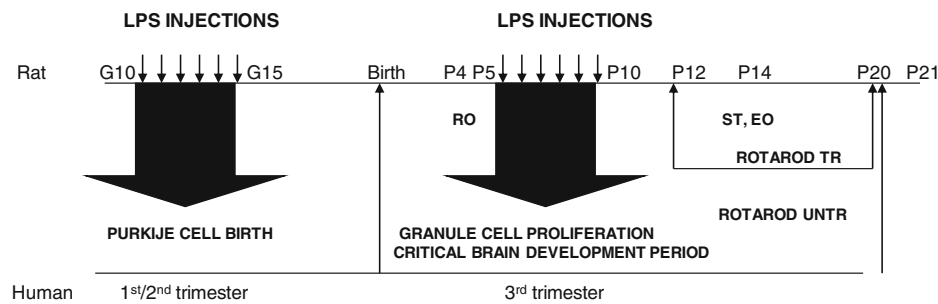 LPS INJECTIONS LPS INJECTIONS
Rat G10 G15 Birth P4 P5 P10 P12 P14 P20 P21
RO ST, EO
ROTAROD TR
ROTAROD UNTR
PURKIJE CELL BIRTH GRANULE CELL PROLIFERATION
CRITICAL BRAIN DEVELOPMENT PERIOD
Human 1st/2nd trimester 3rd trimester